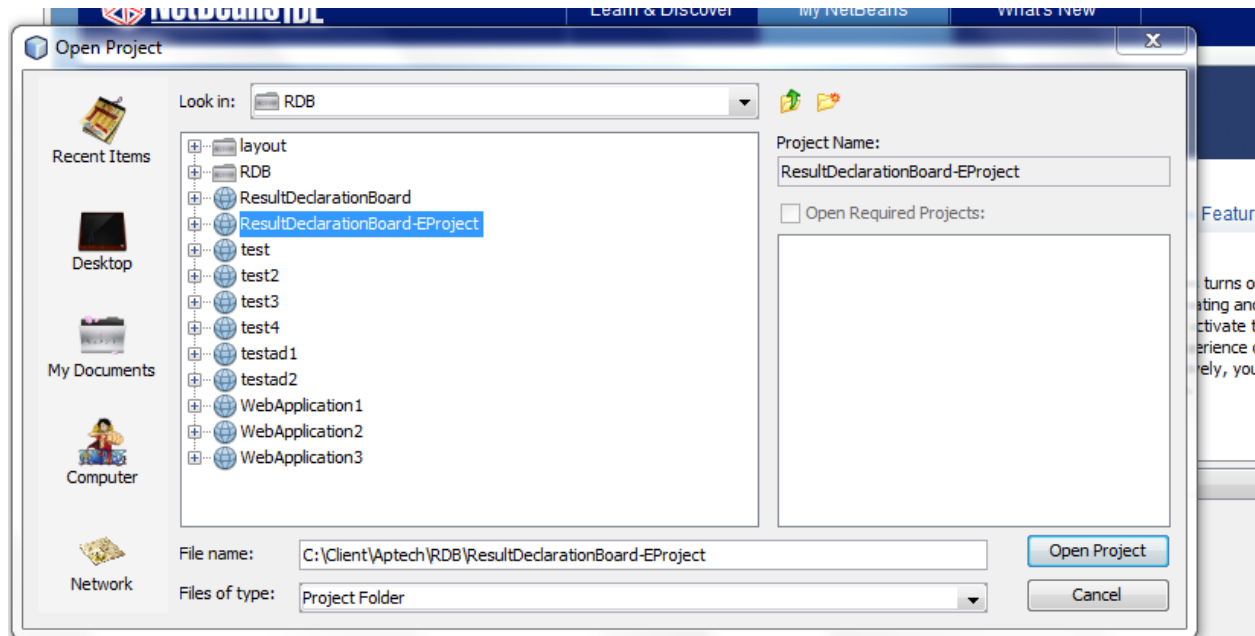 NetBeans IDE
Learn & Discover
My NetBeans
What's New
Open Project
Look in:
RDB
Recent Items
Desktop
My Documents
Computer
Network
layout
RDB
ResultDeclarationBoard
ResultDeclarationBoard-EProject
test
test2
test3
test4
testad1
testad2
WebApplication1
WebApplication2
WebApplication3
Project Name:
ResultDeclarationBoard-EProject
Open Required Projects:
File name:
C:\Client\Aptech\RDB\ResultDeclarationBoard-EProject
Open Project
Files of type:
Project Folder
Cancel
Featur
turns o
ating and
ctivate t
erience
ely, you